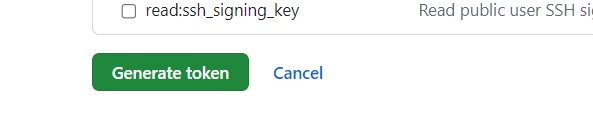 read:ssh_signing_key
Read public user SSH
Generate token
Cancel